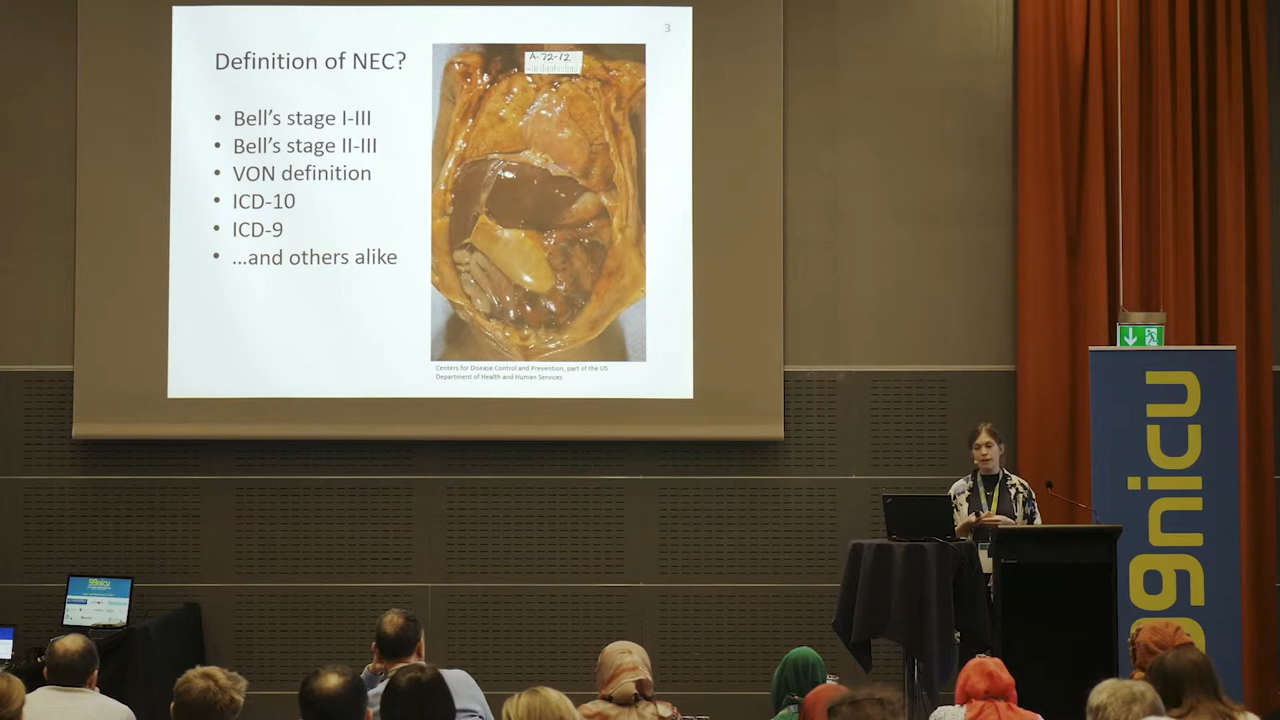 3
Definition of NEC?
• Bell's stage I-III
• Bell's stage II-III
• VON definition
• ICD-10
• ICD-9
• ...and others alike
A-72-12
Centers for Disease Control and Prevention, part of the US
Department of Health and Human Services
99nicu
99nicu